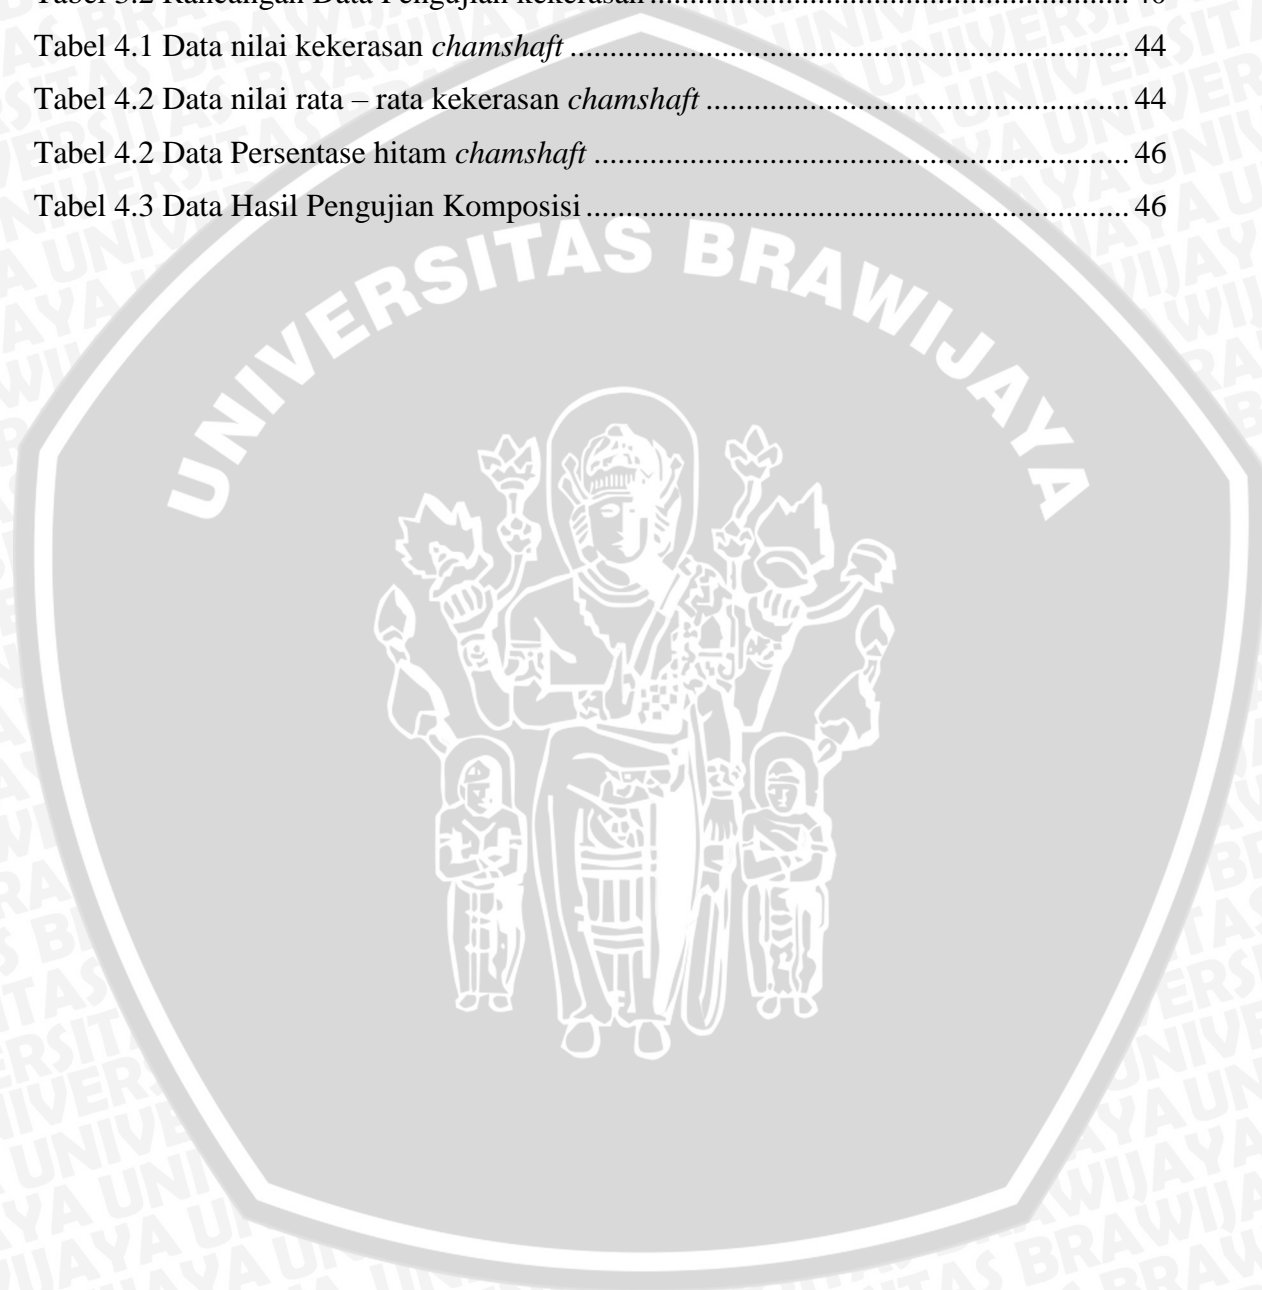 Tabel 4.1 Data nilai kekerasan chamshaft ........................................................................ 44
Tabel 4.2 Data nilai rata – rata kekerasan chamshaft ...................................................... 44
Tabel 4.2 Data Persentase hitam chamshaft ..................................................................... 46
Tabel 4.3 Data Hasil Pengujian Komposisi ...................................................................... 46
UNIVERSITAS BRAWIJAYA